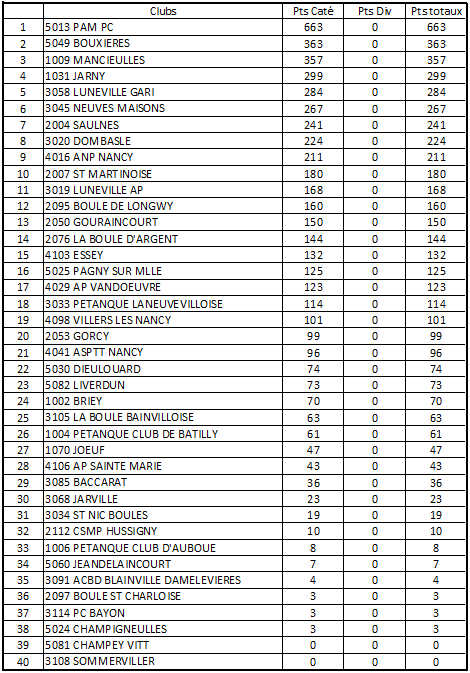 Clubs Pts Caté Pts Div Pts totaux
1 5013 PAM PC 663 0 663
2 5049 BOUXIERES 363 0 363
3 1009 MANCIEULLES 357 0 357
4 1031 JARNY 299 0 299
5 3058 LUNEVILLE GARI 284 0 284
6 3045 NEUVES MAISONS 267 0 267
7 2004 SAULNES 241 0 241
8 3020 DOMBASLE 224 0 224
9 4016 ANP NANCY 211 0 211
10 2007 ST MARTINOISE 180 0 180
11 3019 LUNEVILLE AP 168 0 168
12 2095 BOULE DE LONGWY 160 0 160
13 2050 GOURAINCOURT 150 0 150
14 2076 LA BOULE D'ARGENT 144 0 144
15 4103 ESSEY 132 0 132
16 5025 PAGNY SUR MLLE 125 0 125
17 4029 AP VANDOEUVRE 123 0 123
18 3033 PETANQUE LANEUVEVILLOISE 114 0 114
19 4098 VILLERS LES NANCY 101 0 101
20 2053 GORCY 99 0 99
21 4041 ASPTT NANCY 96 0 96
22 5030 DIEULOUARD 74 0 74
23 5082 LIVERDUN 73 0 73
24 1002 BRIEY 70 0 70
25 3105 LA BOULE BAINVILLOISE 63 0 63
26 1004 PETANQUE CLUB DE BATILLY 61 0 61
27 1070 JOEUF 47 0 47
28 4106 AP SAINTE MARIE 43 0 43
29 3085 BACCARAT 36 0 36
30 3068 JARVILLE 23 0 23
31 3034 ST NIC BOULES 19 0 19
32 2112 CSMP HUSSIGNY 10 0 10
33 1006 PETANQUE CLUB D'AUBOUE 8 0 8
34 5060 JEANDELAINCOURT 7 0 7
35 3091 ACBD BLAINVILLE DAMELEVIERES 4 0 4
36 2097 BOULE ST CHARLOISE 3 0 3
37 3114 PC BAYON 3 0 3
38 5024 CHAMPIGNEULLES 3 0 3
39 5081 CHAMPEY VITT 0 0 0
40 3108 SOMMERVILLER 0 0 0